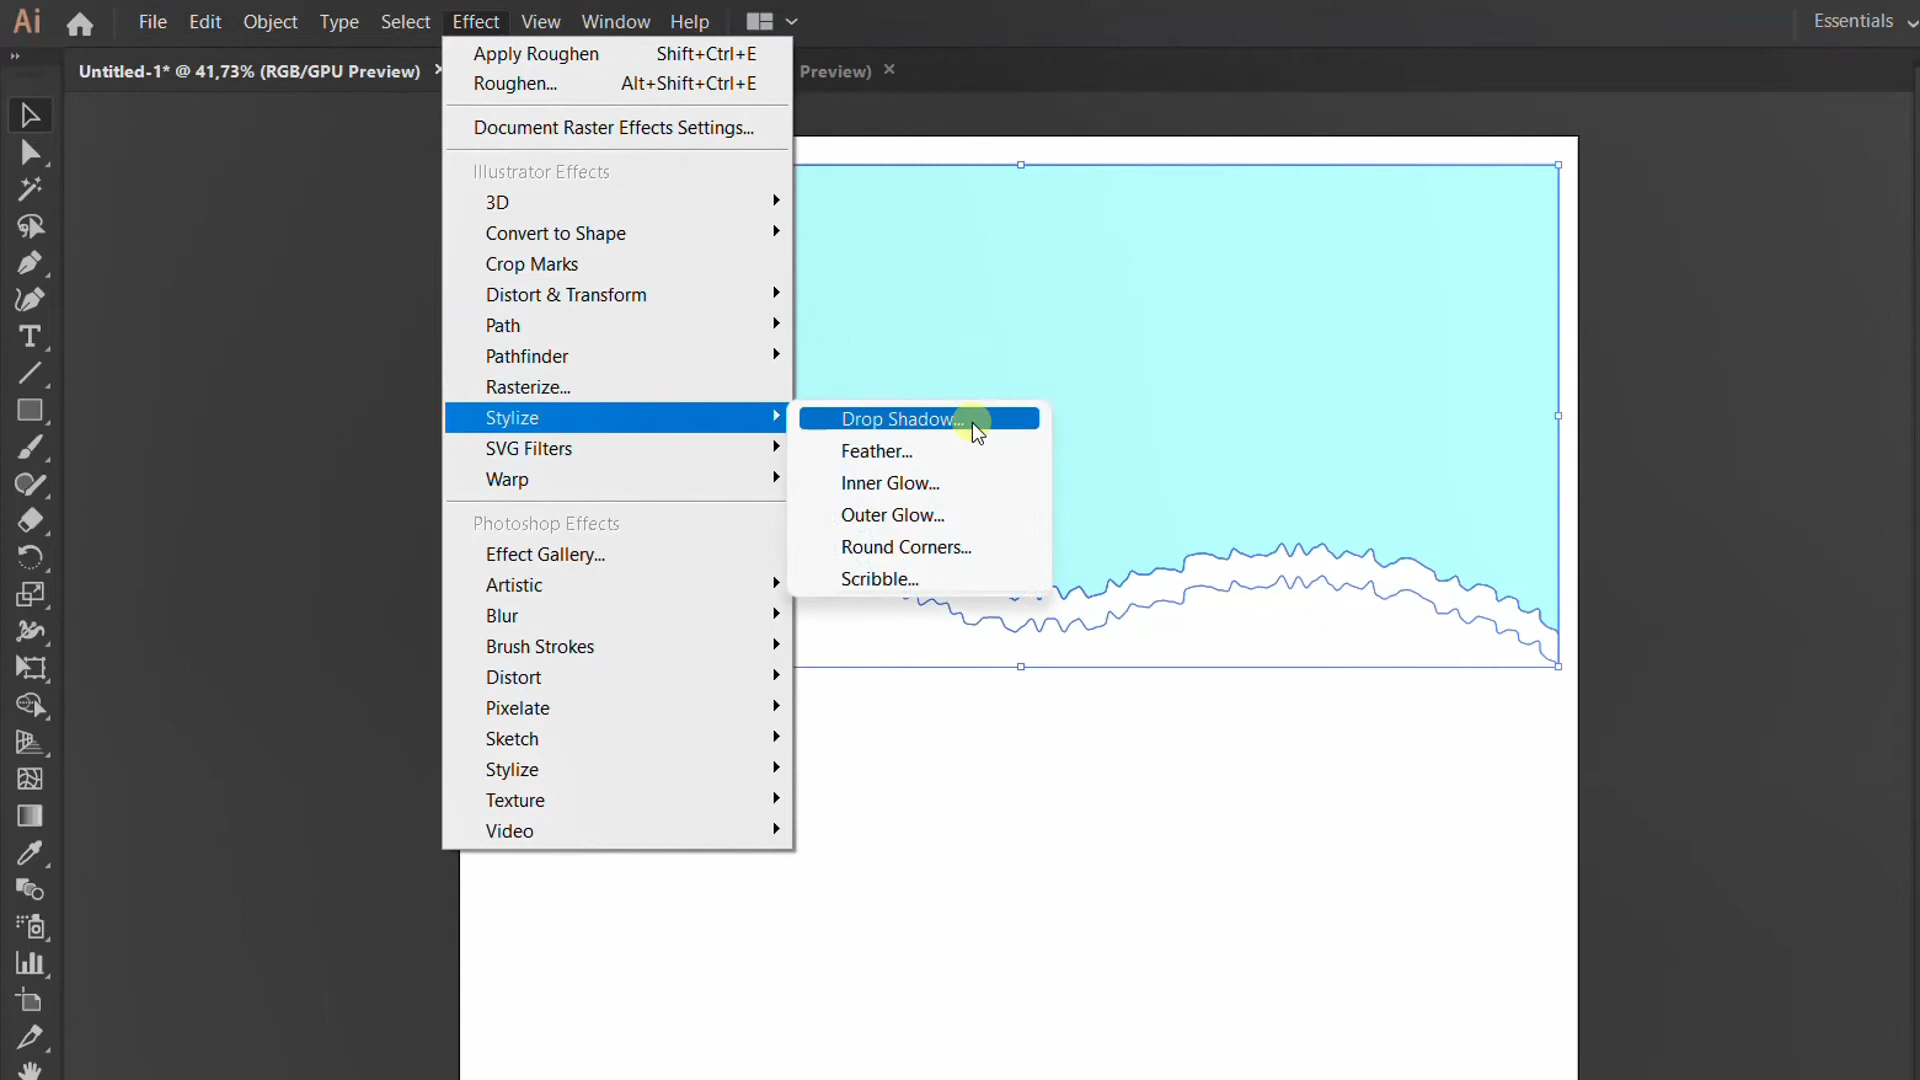 Ai File Edit Object Type Select Effect View Window Help Essentials
Untitled-1* @ 41,73% (RGB/GPU Preview) × Preview) ×
Apply Roughen Shift+Ctrl+E
Roughen... Alt+Shift+Ctrl+E
Document Raster Effects Settings...
Illustrator Effects
3D
Convert to Shape
Crop Marks
Distort & Transform
Path
Pathfinder
Rasterize...
Stylize
SVG Filters
Warp
Drop Shadow...
Feather...
Inner Glow...
Outer Glow...
Round Corners...
Scribble...
Photoshop Effects
Effect Gallery...
Artistic
Blur
Brush Strokes
Distort
Pixelate
Sketch
Stylize
Texture
Video